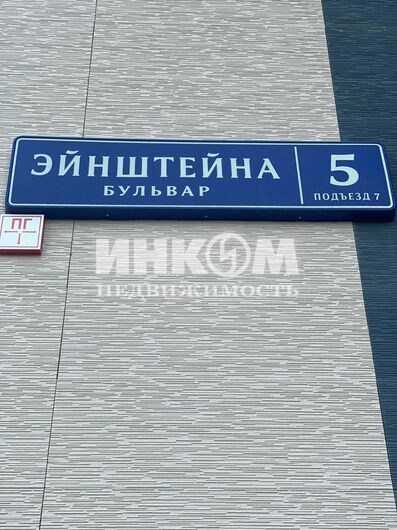 ЭЙНШТЕЙНА
БУЛЬВАР
5
ПОДЪЕЗД 7
ПГ
ИНКОМ
НЕДВИЖИМОСТЬ